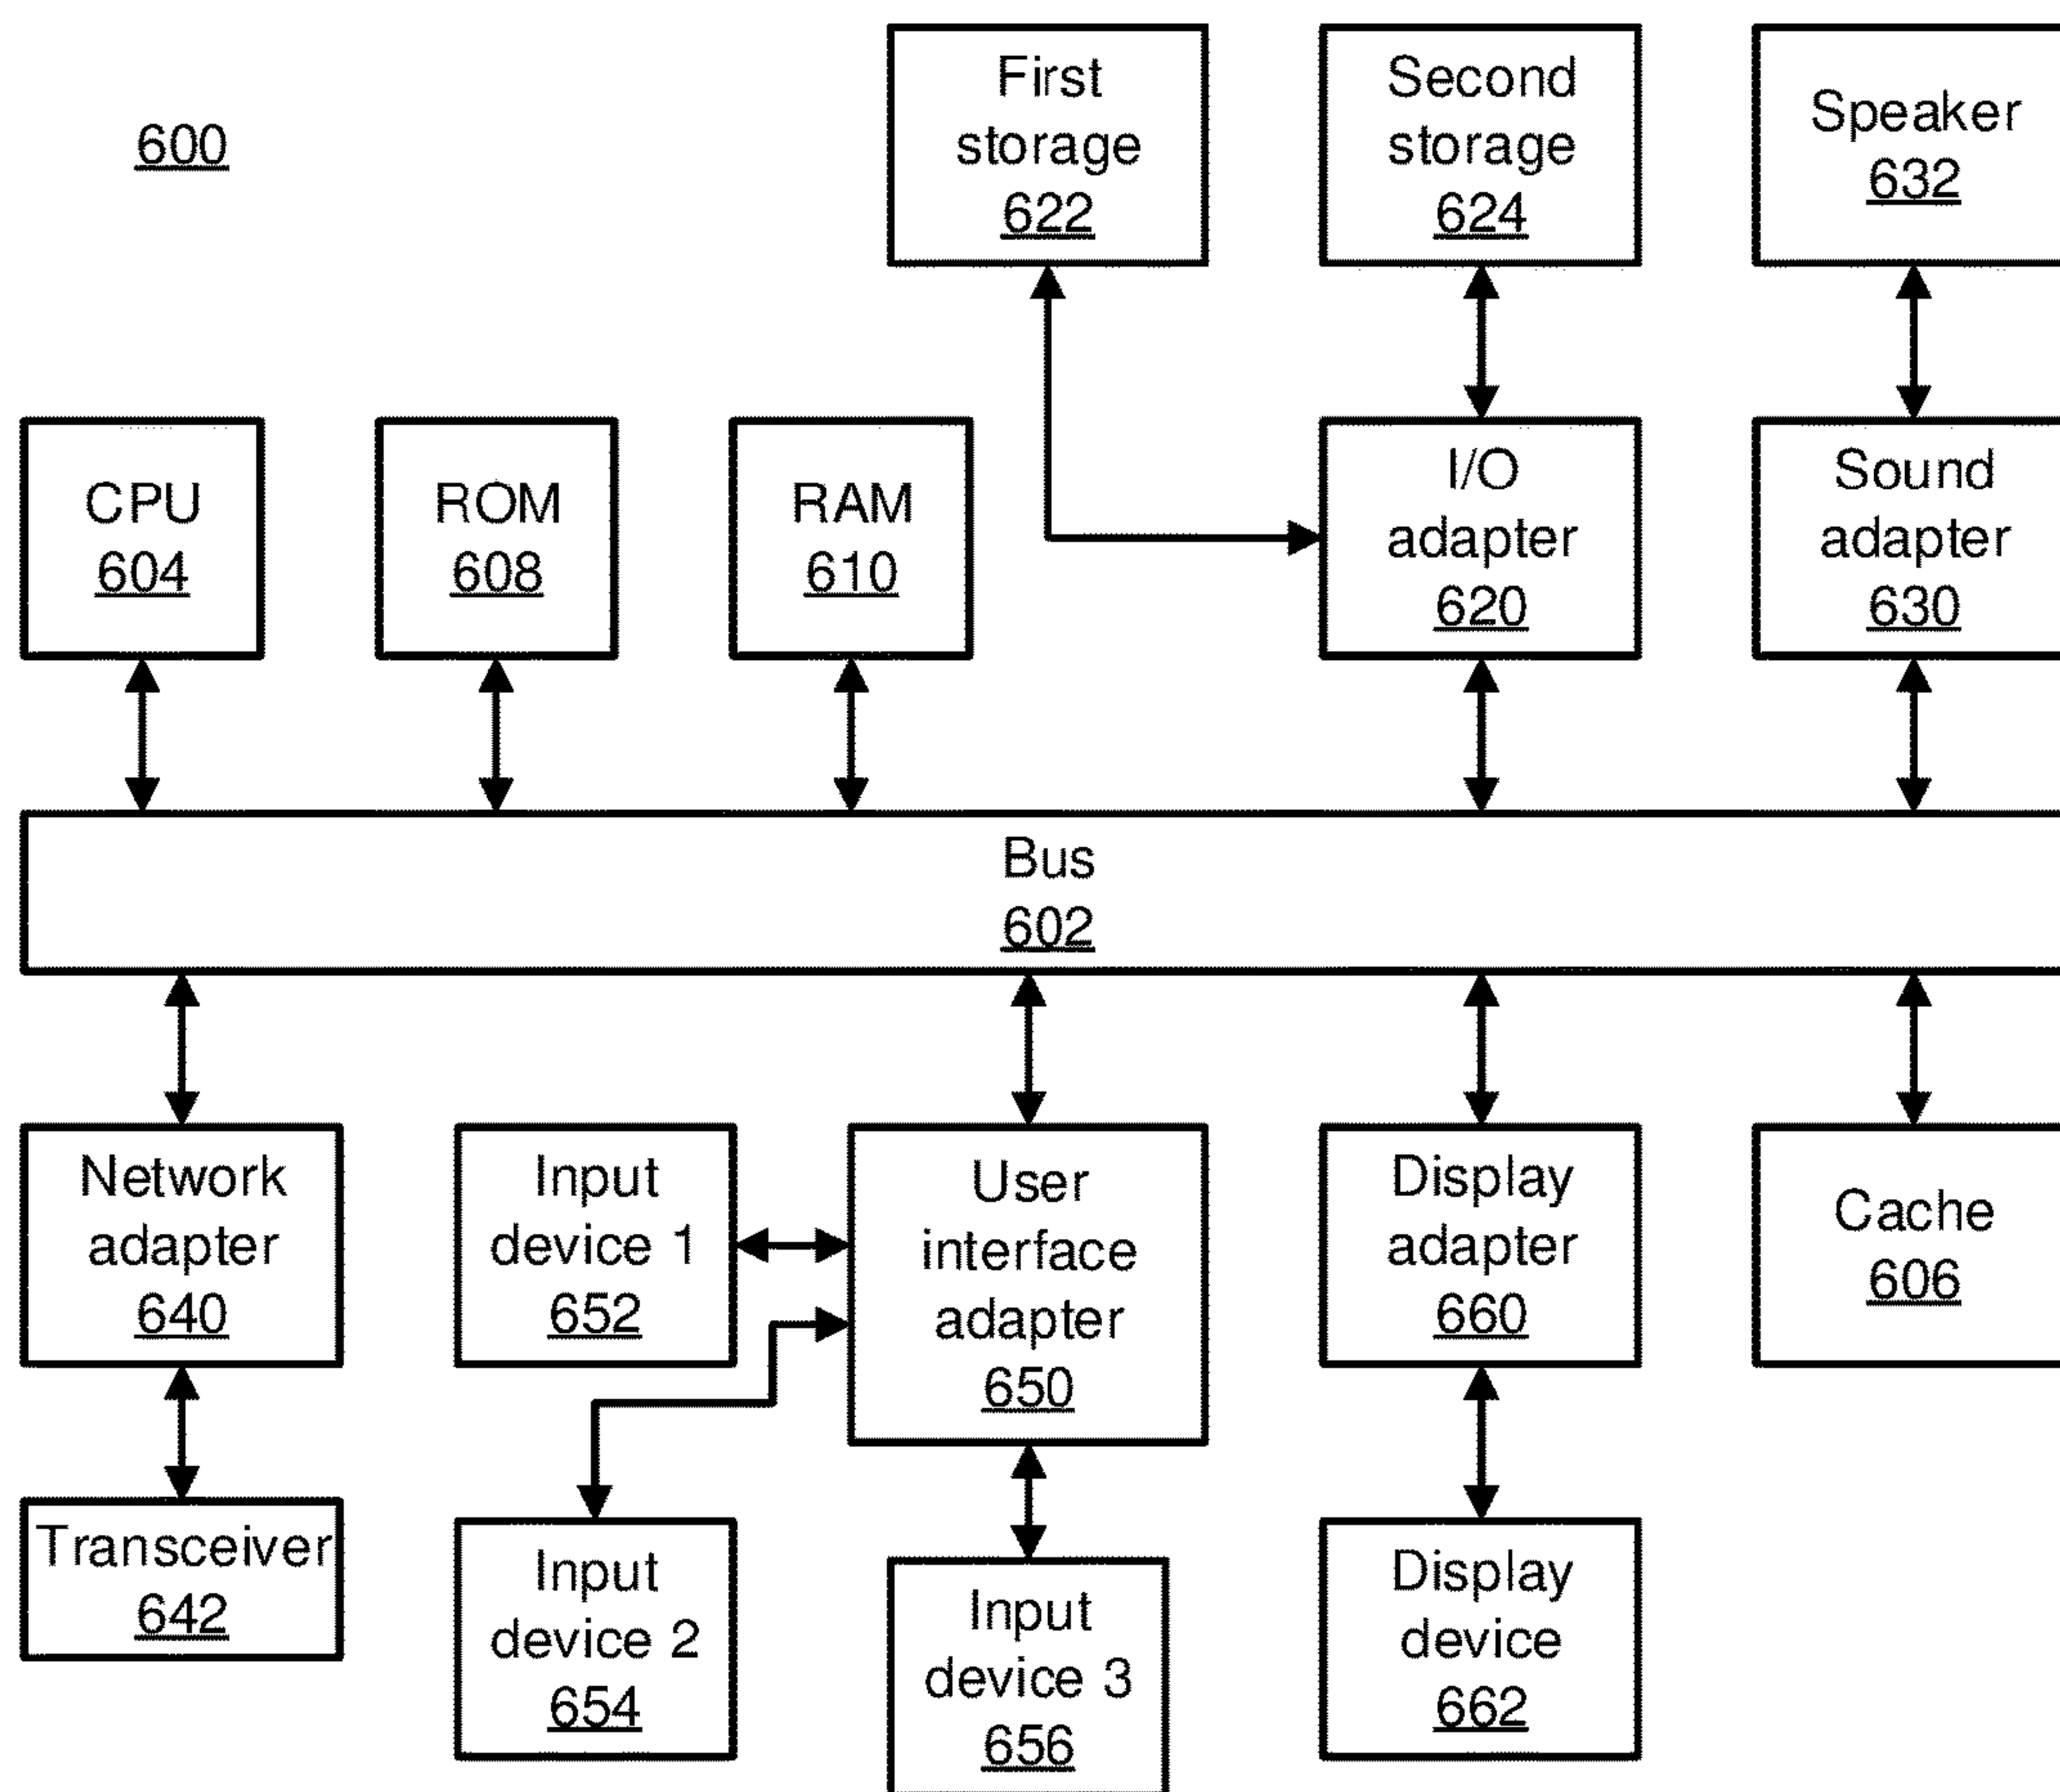 600
First
storage
622
Second
storage
624
Speaker
632
CPU
604
ROM
608
RAM
610
I/O
adapter
620
Sound
adapter
630
Bus
602
Network
adapter
640
Input
device 1
652
User
interface
adapter
650
Display
adapter
660
Cache
606
Transceiver
642
Input
device 2
654
Input
device 3
656
Display
device
662